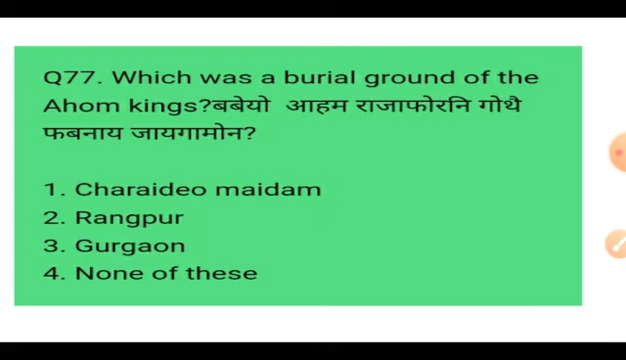 Q77. Which was a burial ground of the
Ahom kings?बबेयो आहम राजाफोरनि गोथै
फबनाय जायगामोन?
1. Charaideo maidam
2. Rangpur
3. Gurgaon
4. None of these